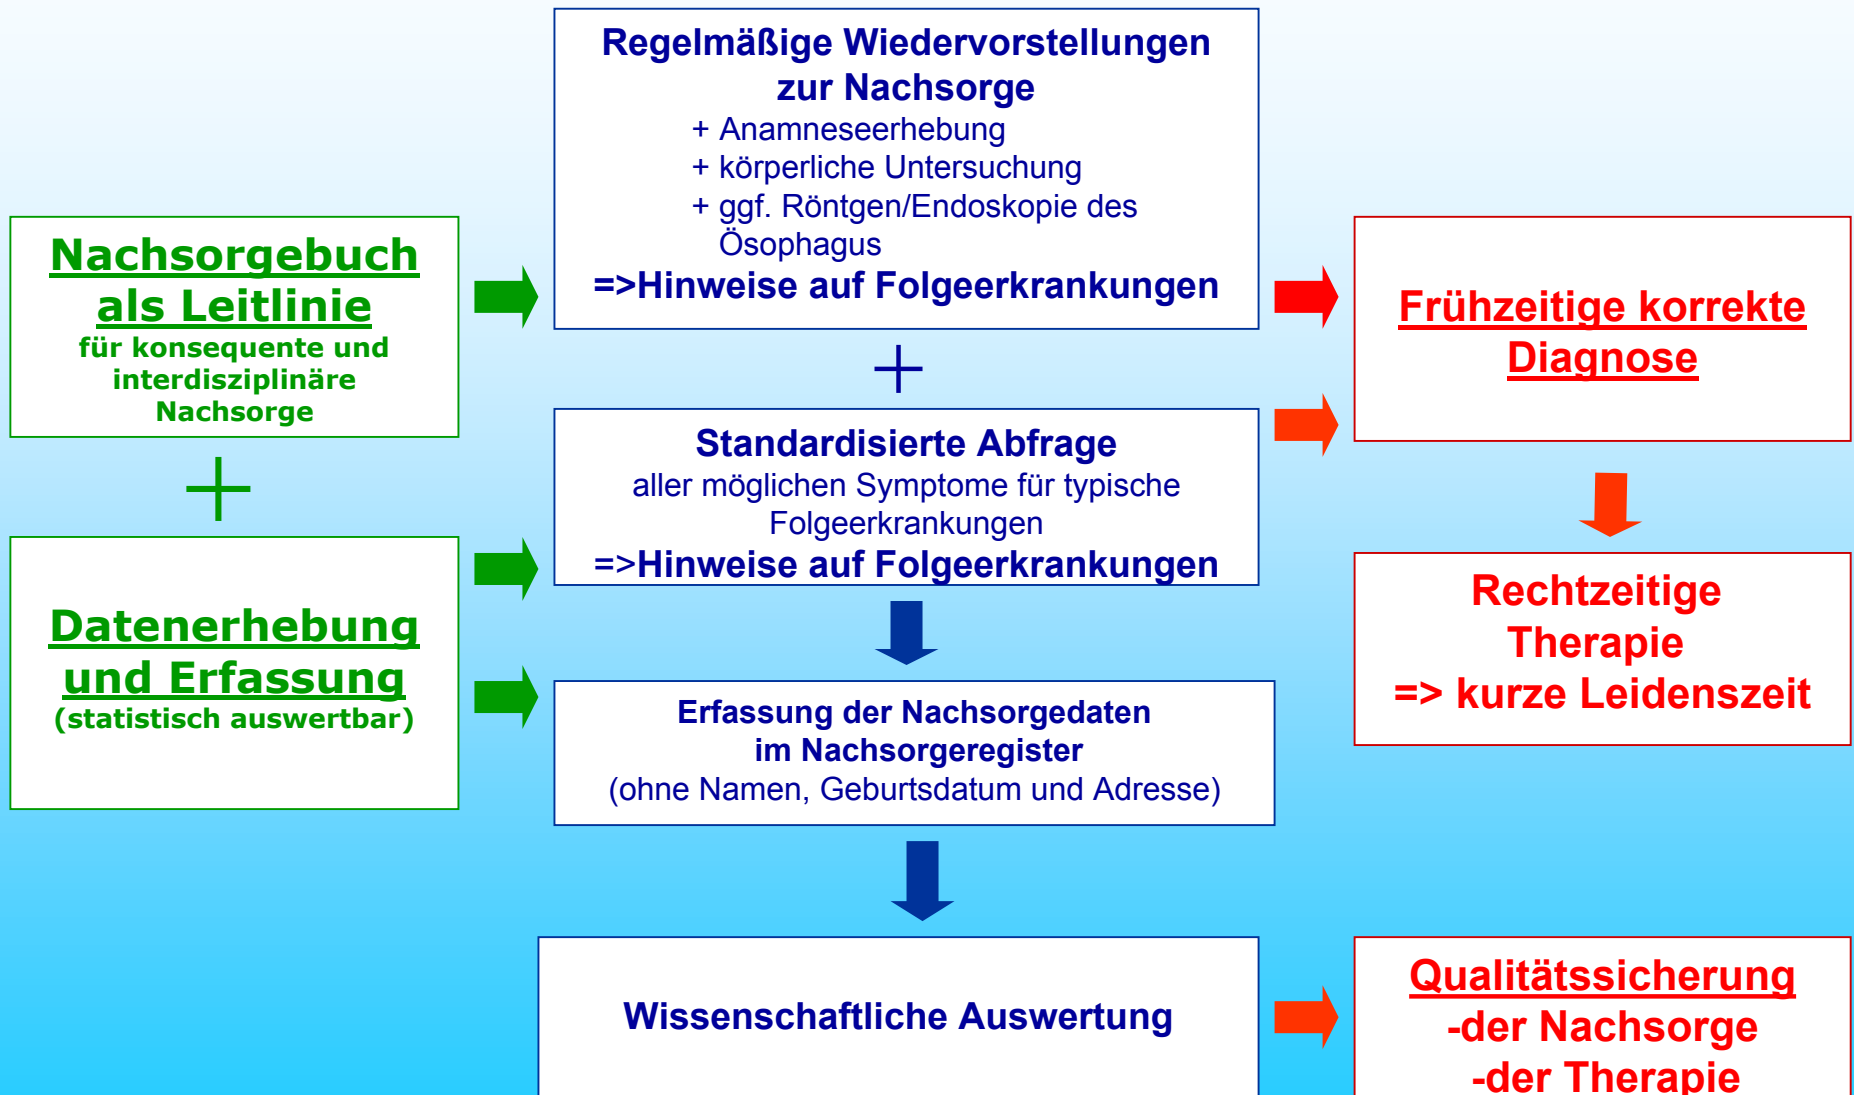 Nachsorgebuch
als Leitlinie
für konsequente und
interdisziplinäre
Nachsorge
+
Datenerhebung
und Erfassung
(statistisch auswertbar)
Regelmäßige Wiedervorstellungen
zur Nachsorge
+ Anamneseerhebung
+ körperliche Untersuchung
+ ggf. Röntgen/Endoskopie des
Ösophagus
=>Hinweise auf Folgeerkrankungen
+
Standardisierte Abfrage
aller möglichen Symptome für typische
Folgeerkrankungen
=>Hinweise auf Folgeerkrankungen
Erfassung der Nachsorgedaten
im Nachsorgeregister
(ohne Namen, Geburtsdatum und Adresse)
Wissenschaftliche Auswertung
Frühzeitige korrekte
Diagnose
Rechtzeitige
Therapie
=> kurze Leidenszeit
Qualitätssicherung
-der Nachsorge
-der Therapie